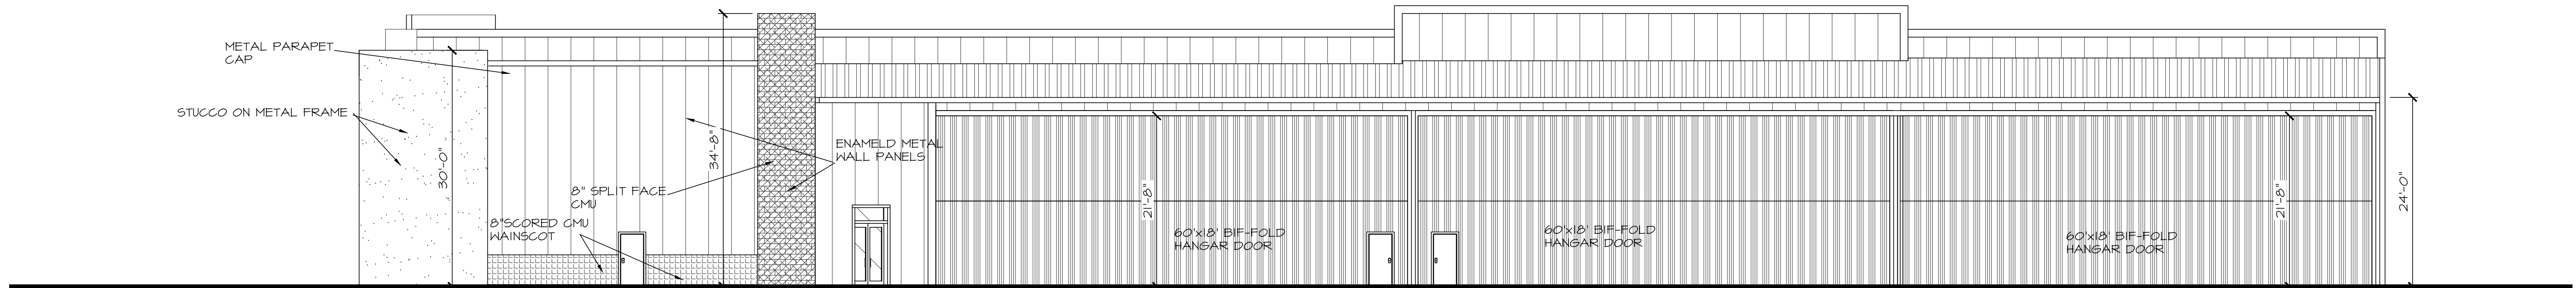 METAL PARAPET
CAP
STUCCO ON METAL FRAME
30'-0"
8"SCORED CMU
WAINSCOT
8" SPLIT FACE
CMU
34'-8"
ENAMELD METAL
WALL PANELS
21'-8"
60'x18' BIF-FOLD
HANGAR DOOR
60'x18' BIF-FOLD
HANGAR DOOR
60'x18' BIF-FOLD
HANGAR DOOR
21'-8"
24'-0"